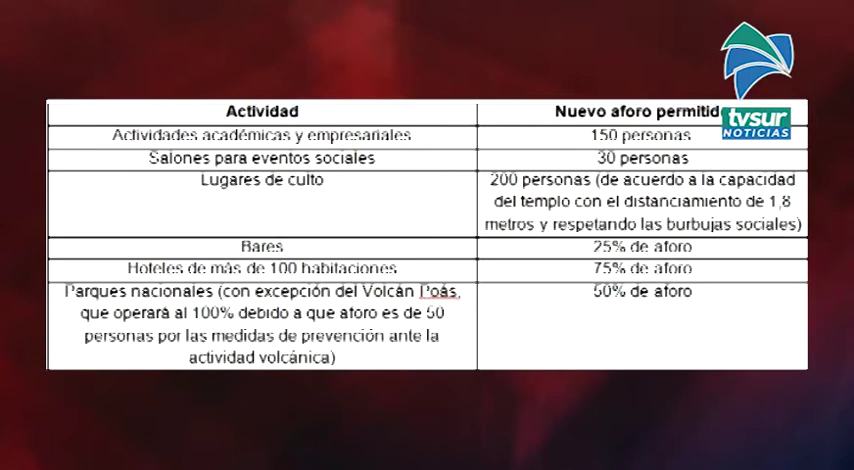 Actividad
Nuevo aforo permitid
tvsur
NOTICIAS
Actividades académicas y empresariales
150 personas
Salones para eventos sociales
30 personas
Lugares de culto
200 personas (de acuerdo a la capacidad
del templo con el distanciamiento de 1,8
metros y respetando las burbujas sociales)
Bares
25% de aforo
Hoteles de más de 100 habitaciones
75% de aforo
Parques nacionales (con excepción del Volcán Poás,
que operará al 100% debido a que aforo es de 50
personas por las medidas de prevención ante la
actividad volcánica)
50% de aforo